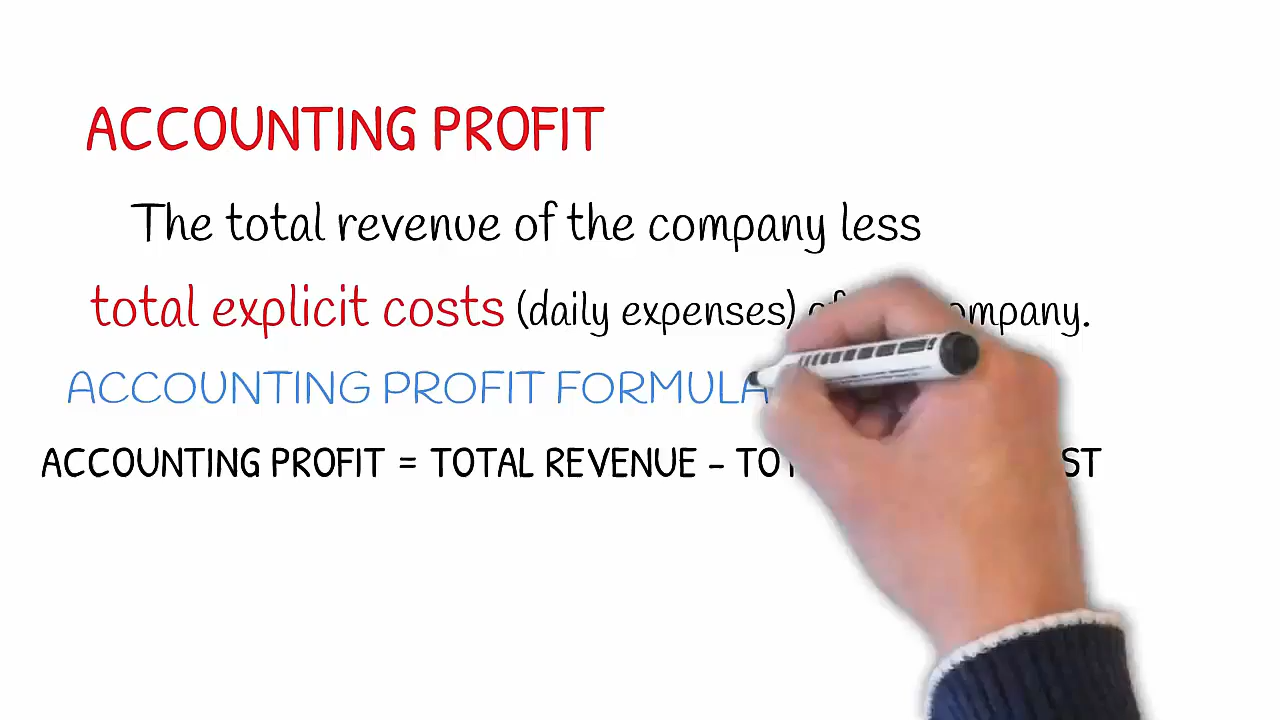 ACCOUNTING PROFIT
The total revenue of the company less
total explicit costs (daily expenses) company.
ACCOUNTING PROFIT FORMULA
ACCOUNTING PROFIT = TOTAL REVENUE –